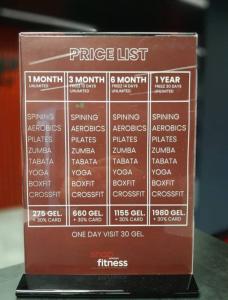 PRICE LIST
1 MONTH 3 MONTH 6 MONTH 1 YEAR
UNLIMITED FREEZ 10 DAYS FREEZ 14 DAYS FREEZ 30 DAYS
UNLIMITED UNLIMITED UNLIMITED
SPINING SPINING SPINING SPINING
AEROBICS AEROBICS AEROBICS AEROBICS
PILATES PILATES PILATES PILATES
ZUMBA ZUMBA ZUMBA ZUMBA
TABATA TABATA TABATA TABATA
YOGA YOGA YOGA YOGA
BOXFIT BOXFIT BOXFIT BOXFIT
CROSSFIT CROSSFIT CROSSFIT CROSSFIT
275 GEL. 660 GEL. 1155 GEL. 1980 GEL.
+ 30% CARD + 30% CARD + 30% CARD + 30% CARD
ONE DAY VISIT 30 GEL.
fitness